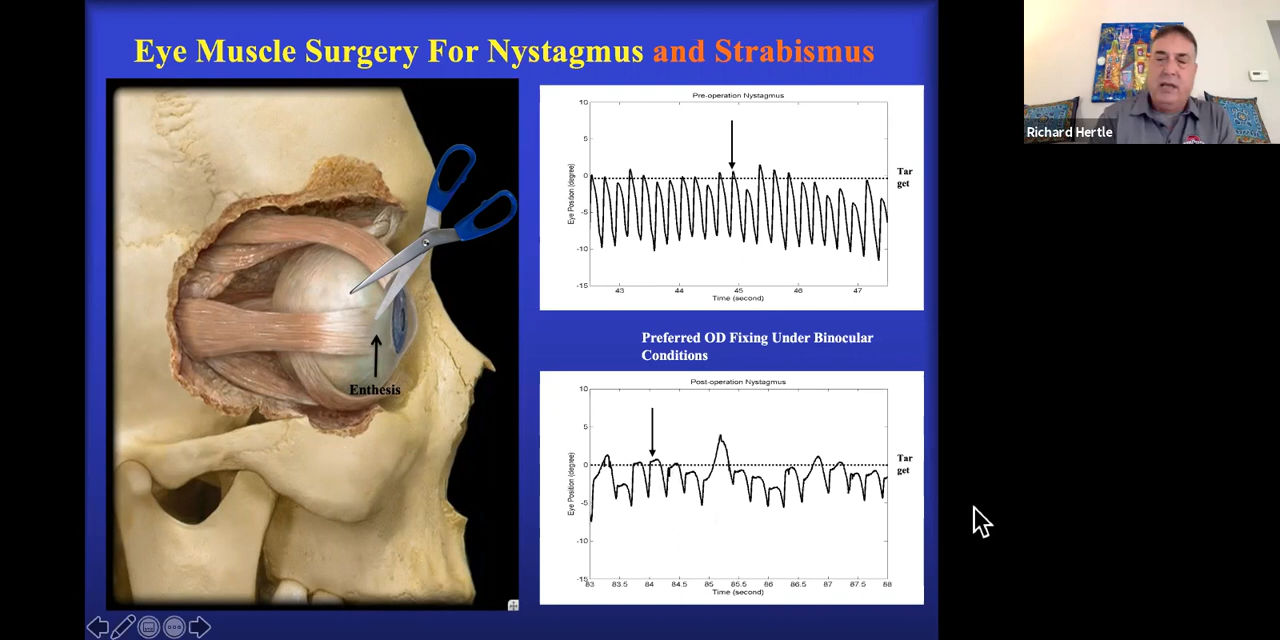 Eye Muscle Surgery For Nystagmus and Strabismus
Enthesis
Pre-operation Nystagmus
10
5
0
-5
-10
-15
Eye Position (degree)
43
44
45
46
47
Time (second)
Tar
get
Preferred OD Fixing Under Binocular
Conditions
Post-operation Nystagmus
10
5
0
-5
-10
-15
Eye Position (degree)
83
83.5
84
84.5
85
85.5
86
86.5
87
87.5
88
Time (second)
Tar
get
Richard Hertle